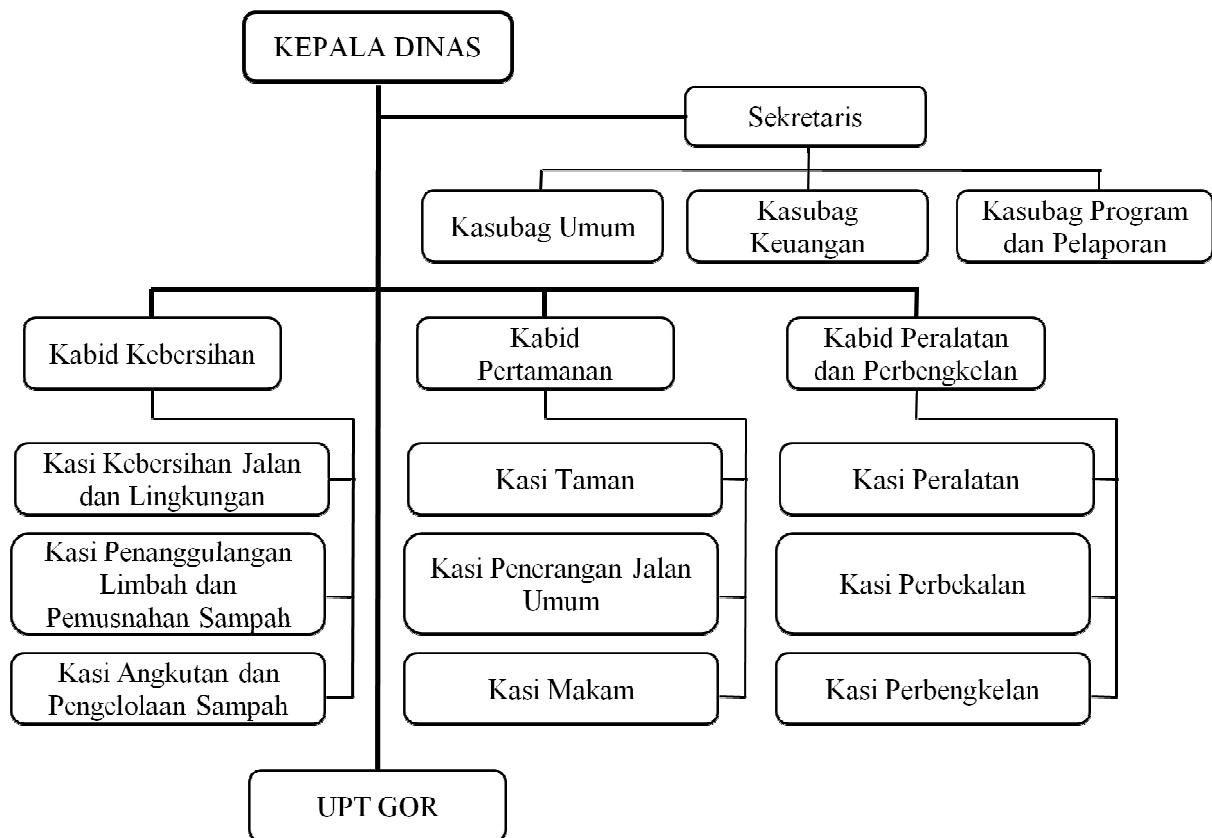 KEPALA DINAS
Sekretaris
Kasubag Umum
Kasubag
Keuangan
Kasubag Program
dan Pelaporan
Kabid Kebersihan
Kabid
Pertamanan
Kabid Peralatan
dan Perbengkelan
Kasi Kebersihan Jalan
dan Lingkungan
Kasi Taman
Kasi Peralatan
Kasi Penanggulangan
Limbah dan
Pemusnahan Sampah
Kasi Penerangan Jalan
Umum
Kasi Perbekalan
Kasi Angkutan dan
Pengelolaan Sampah
Kasi Makam
Kasi Perbengkelan
UPT GOR